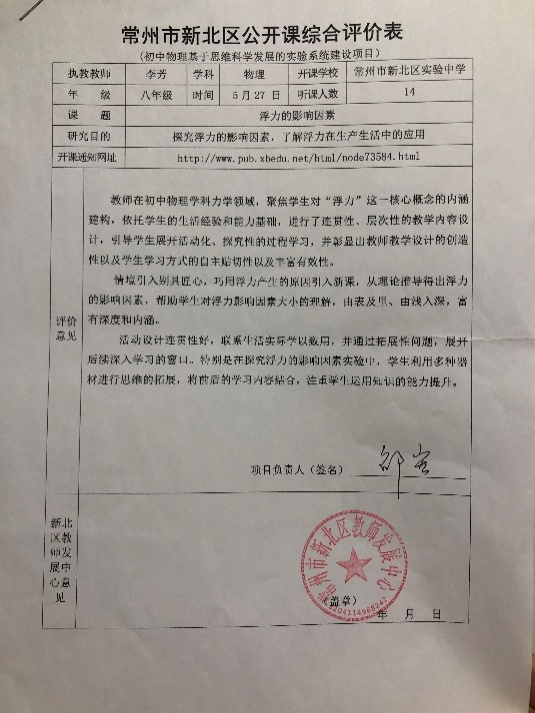 常州市新北区公开课综合评价表
(初中物理基于思维科学发展的实验系统建设项目)
执教教师 李芳 学科 物理 开课学校 常州市新北区实验中学
年级 八年级 时间 5月27日 听课人数 14
课题 浮力的影响因素
研究目的 探究浮力的影响因素，了解浮力在生产生活中的应用
开课通知网址 http://www.pub.xbedu.net/html/node73584.html
评价意见
教师在初中物理学科力学领域，聚焦学生对“浮力”这一核心概念的内涵
建构，依托学生的生活经验和能力基础，进行了连贯性、层次性的教学内容设
计，引导学生展开活动化、探究性的过程学习，并彰显出教师教学设计的创造
性以及学生学习方式的自主贴切性以及丰富有效性。
情境引入别具匠心，巧用浮力产生的原因引入新课，从理论推导得出浮力
的影响因素，帮助学生对浮力影响因素大小的理解，由表及里、由浅入深，富
有深度和内涵。
活动设计连贯性好，联系生活实际学以致用，并通过拓展性问题，展开
后续深入学习的窗口。特别是在探究浮力的影响因素实验中，学生利用多种器
材进行思维的拓展，将前后的学习内容结合，注重学生运用知识的能力提升。
项目负责人（签名）
新北区教师发展中心意见
常州市新北区教师发展中心
（盖章）
年 月 日